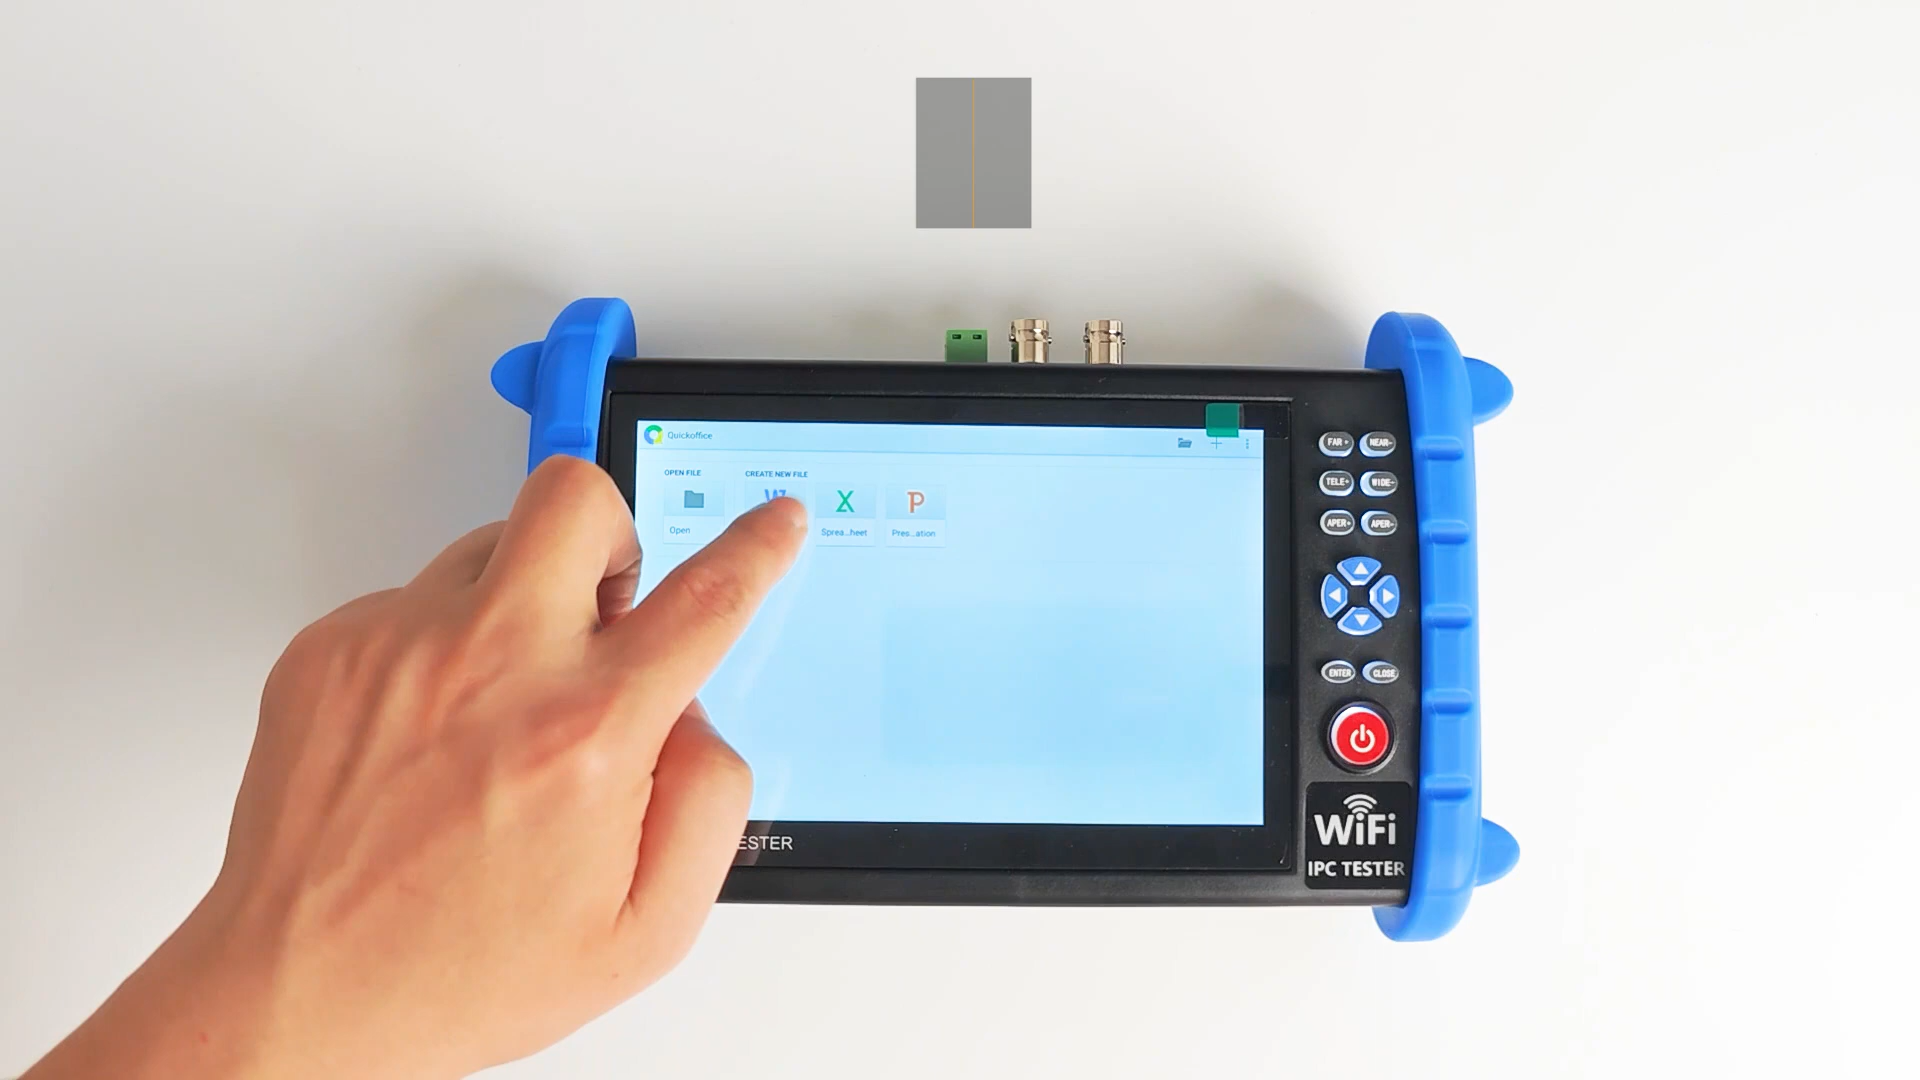 Quickoffice
OPEN FILE
CREATE NEW FILE
W X P
Open
Sprea...heet
Pres...ation
ESTER
FAR+ NEAR-
TELE+ WIDE-
APER+ APER-
ENTER CLOSE
WiFi
IPC TESTER